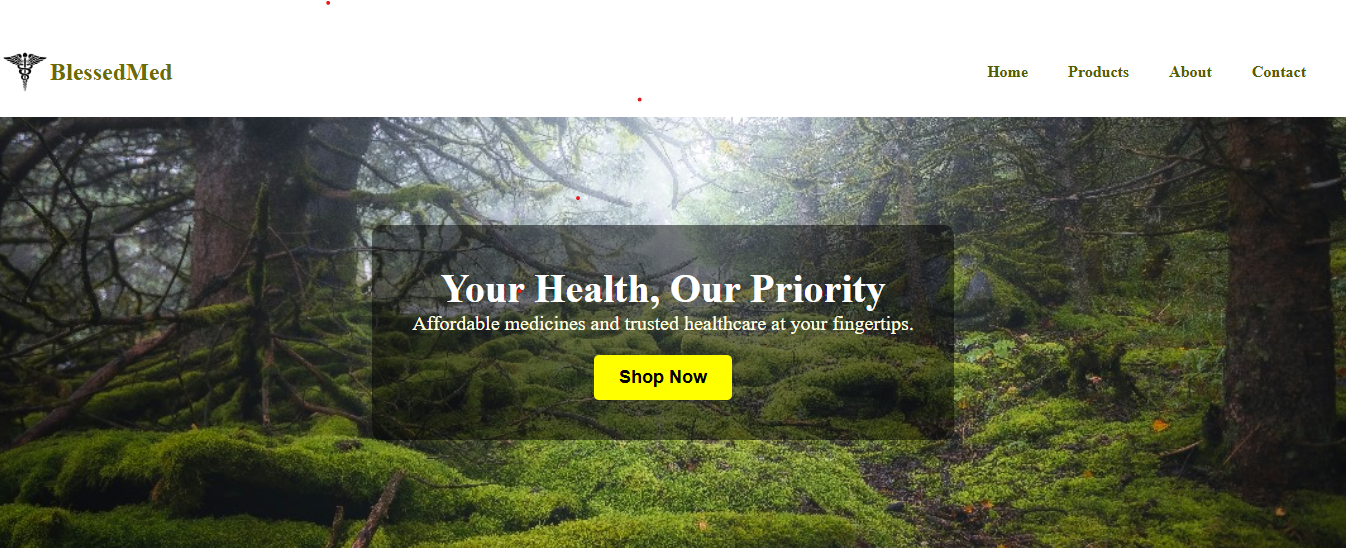 BlessedMed
Home Products About Contact
Your Health, Our Priority
Affordable medicines and trusted healthcare at your fingertips.
Shop Now